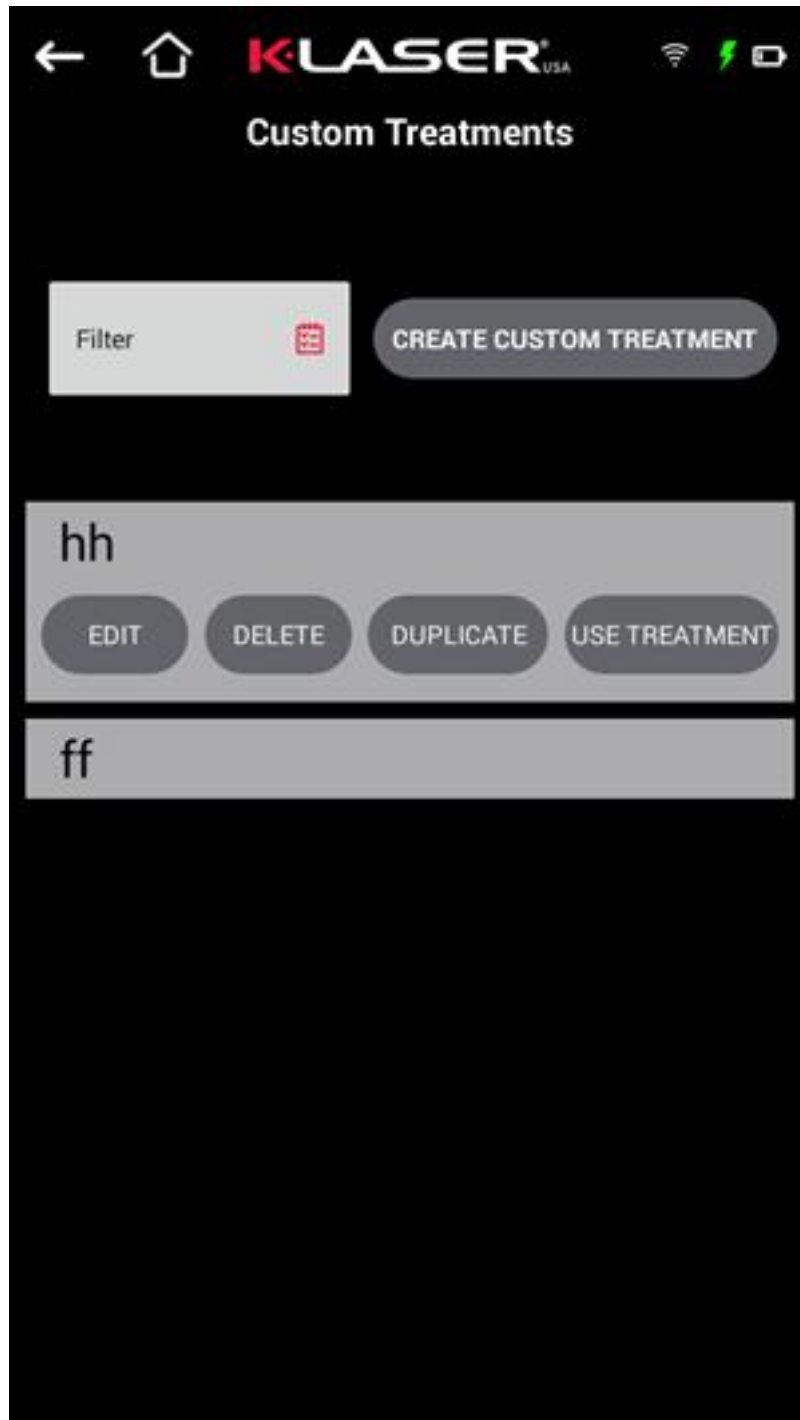 K-LASER® USA
Custom Treatments
Filter
CREATE CUSTOM TREATMENT
hh
EDIT DELETE DUPLICATE USE TREATMENT
ff